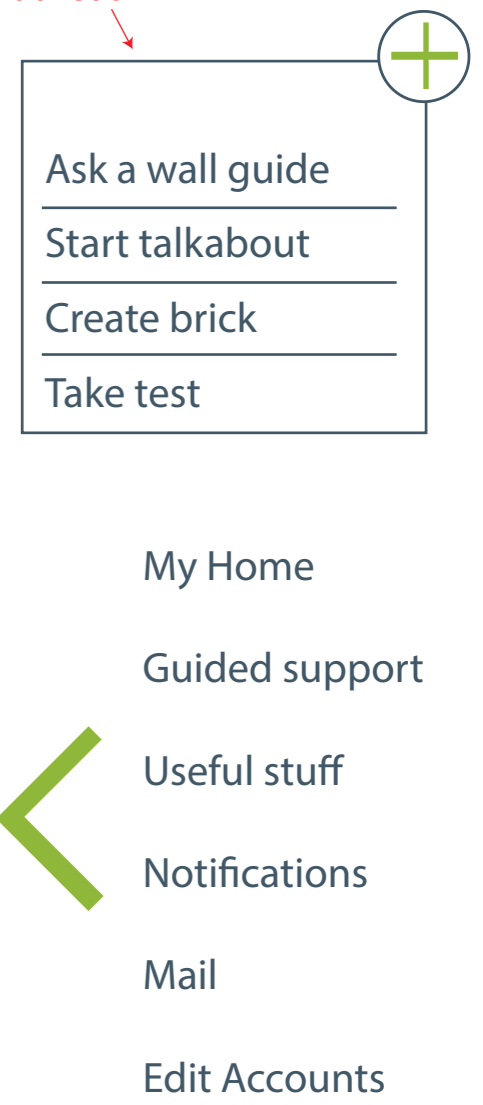 Ask a wall guide
Start talkabout
Create brick
Take test
My Home
Guided support
Useful stuff
Notifications
Mail
Edit Accounts